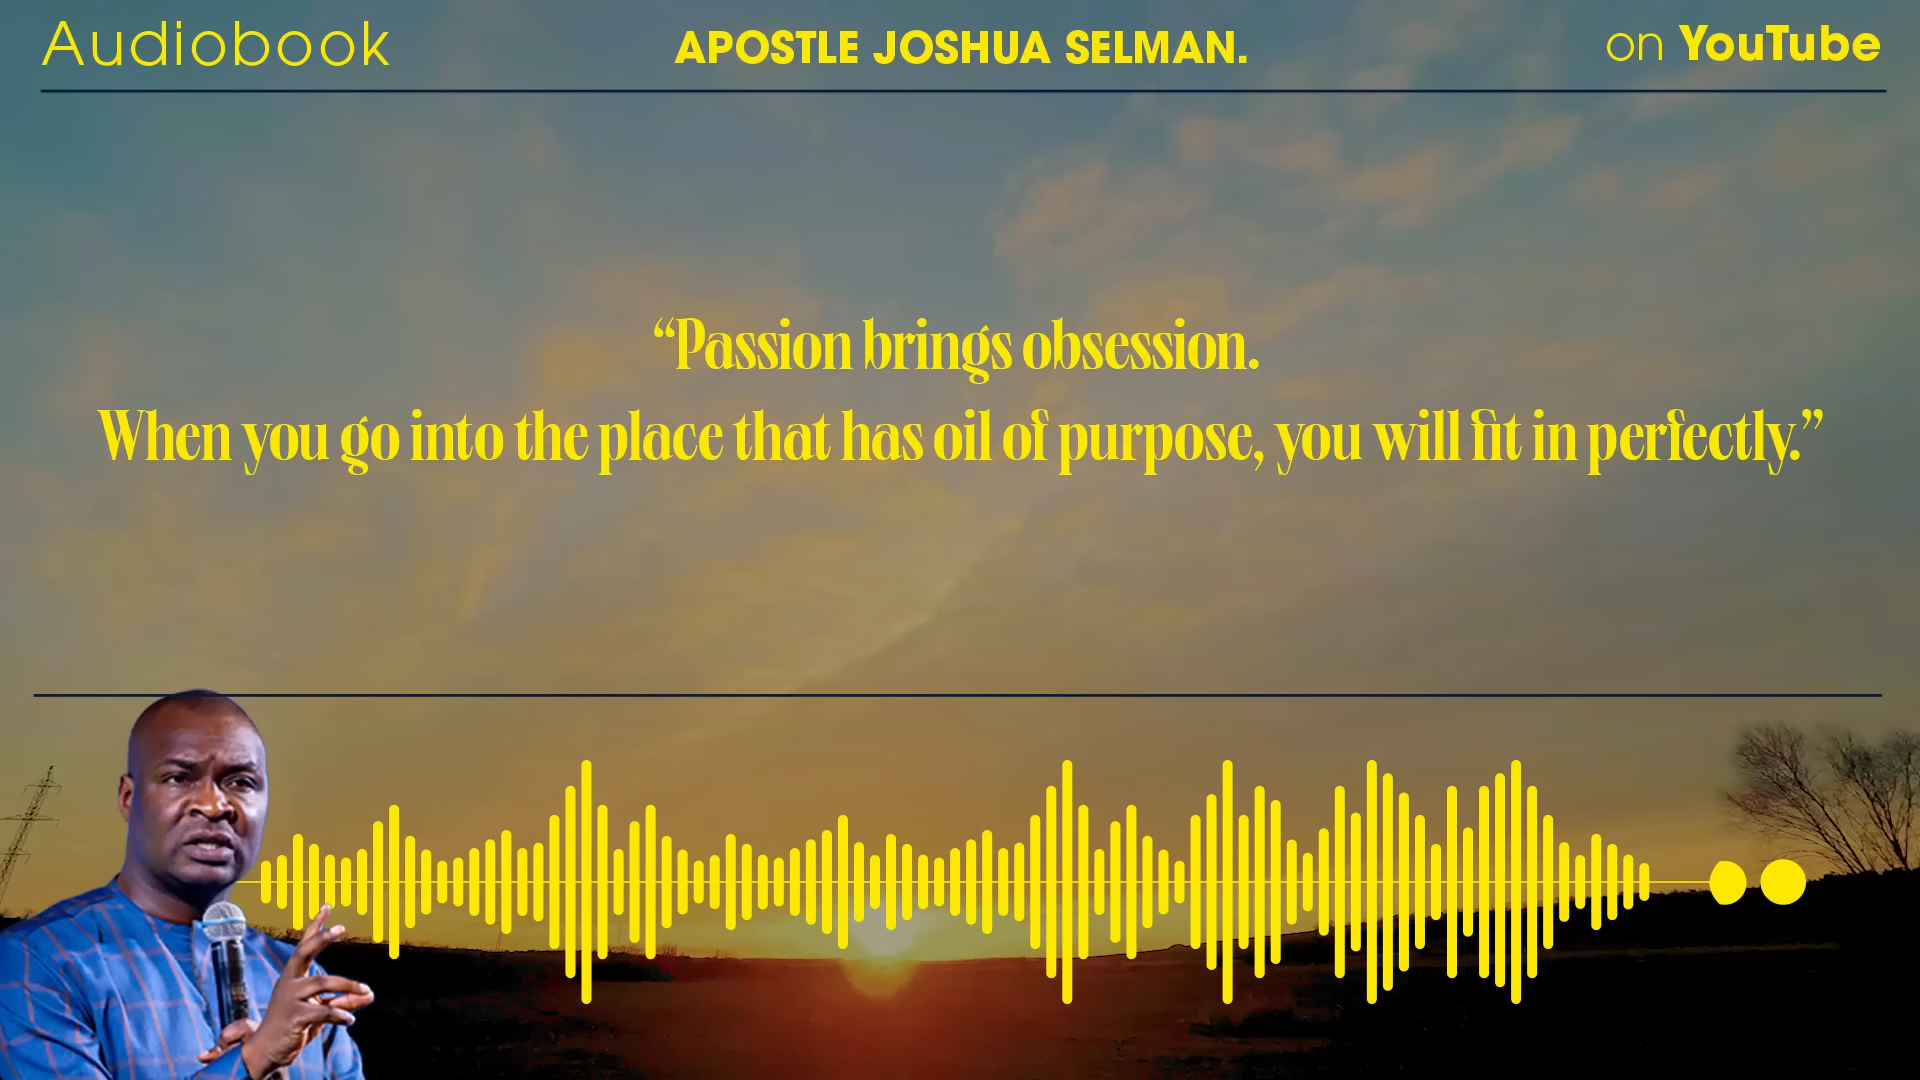 Audiobook
APOSTLE JOSHUA SELMAN.
on YouTube
“Passion brings obsession.
When you go into the place that has oil of purpose, you will fit in perfectly.”